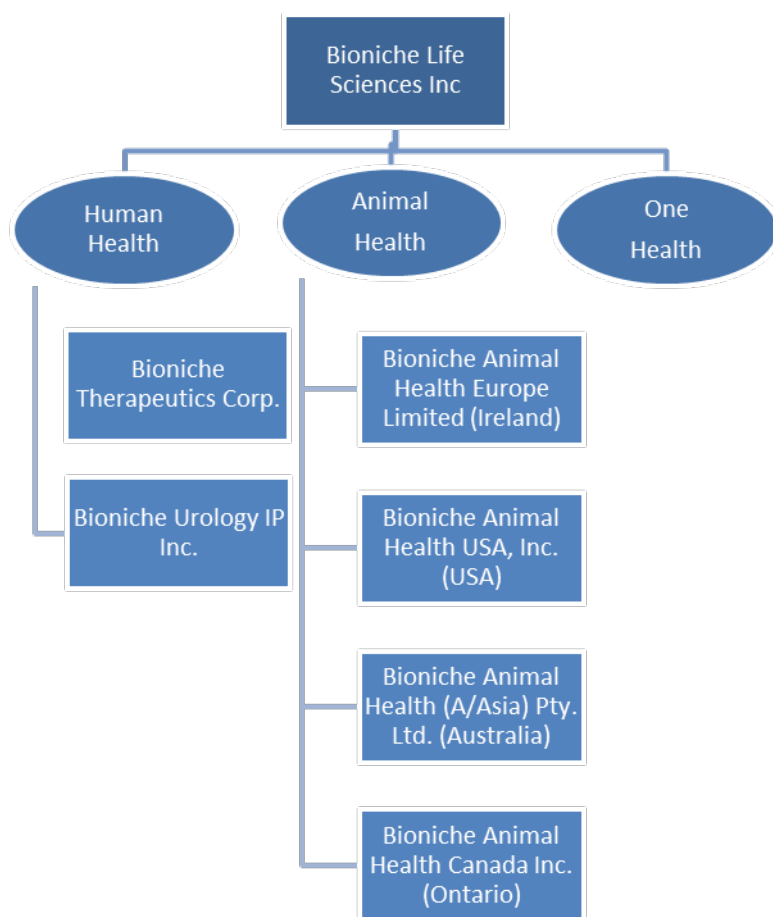 Bioniche Life
Sciences Inc
Human
Health
Animal
Health
One
Health
Bioniche
Therapeutics Corp.
Bioniche Urology IP
Inc.
Bioniche Animal
Health Europe
Limited (Ireland)
Bioniche Animal
Health USA, Inc.
(USA)
Bioniche Animal
Health (A/Asia) Pty.
Ltd. (Australia)
Bioniche Animal
Health Canada Inc.
(Ontario)